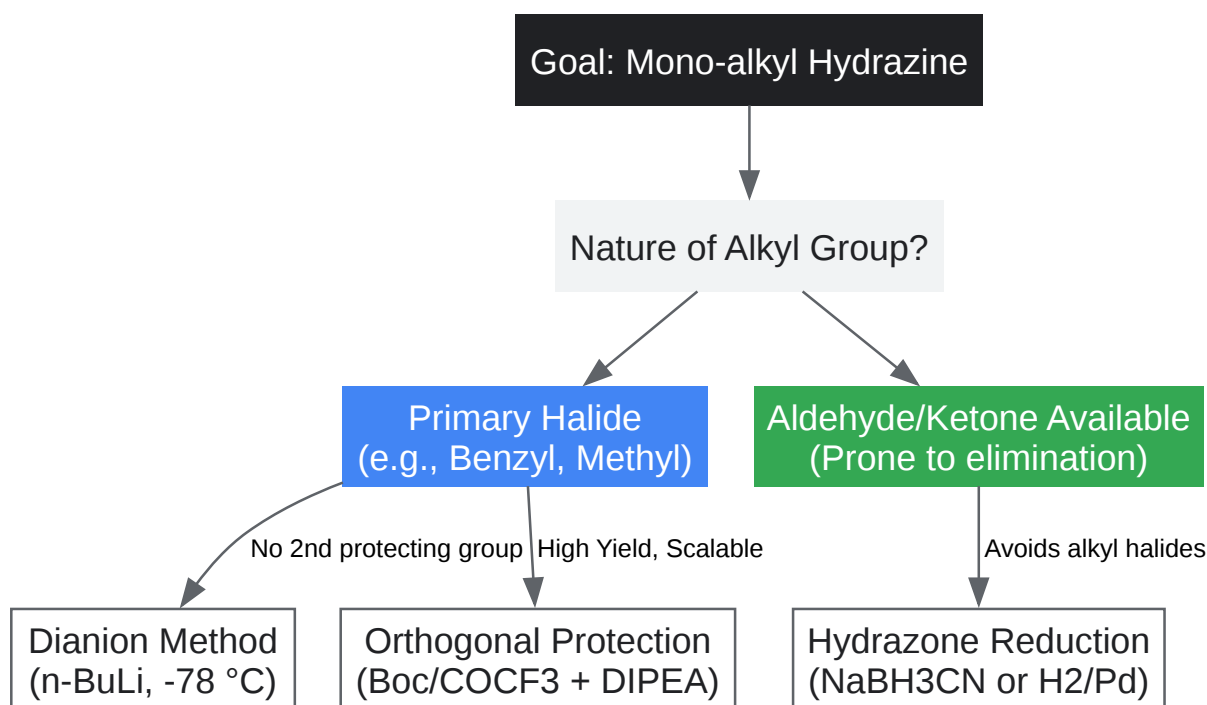 Goal: Mono-alkyl Hydrazine
Nature of Alkyl Group?
Primary Halide
(e.g., Benzyl, Methyl)
Aldehyde/Ketone Available
(Prone to elimination)
No 2nd protecting group
High Yield, Scalable
Avoids alkyl halides
Dianion Method
(n-BuLi, -78 °C)
Orthogonal Protection
(Boc/COCF3 + DIPEA)
Hydrazone Reduction
(NaBH3CN or H2/Pd)